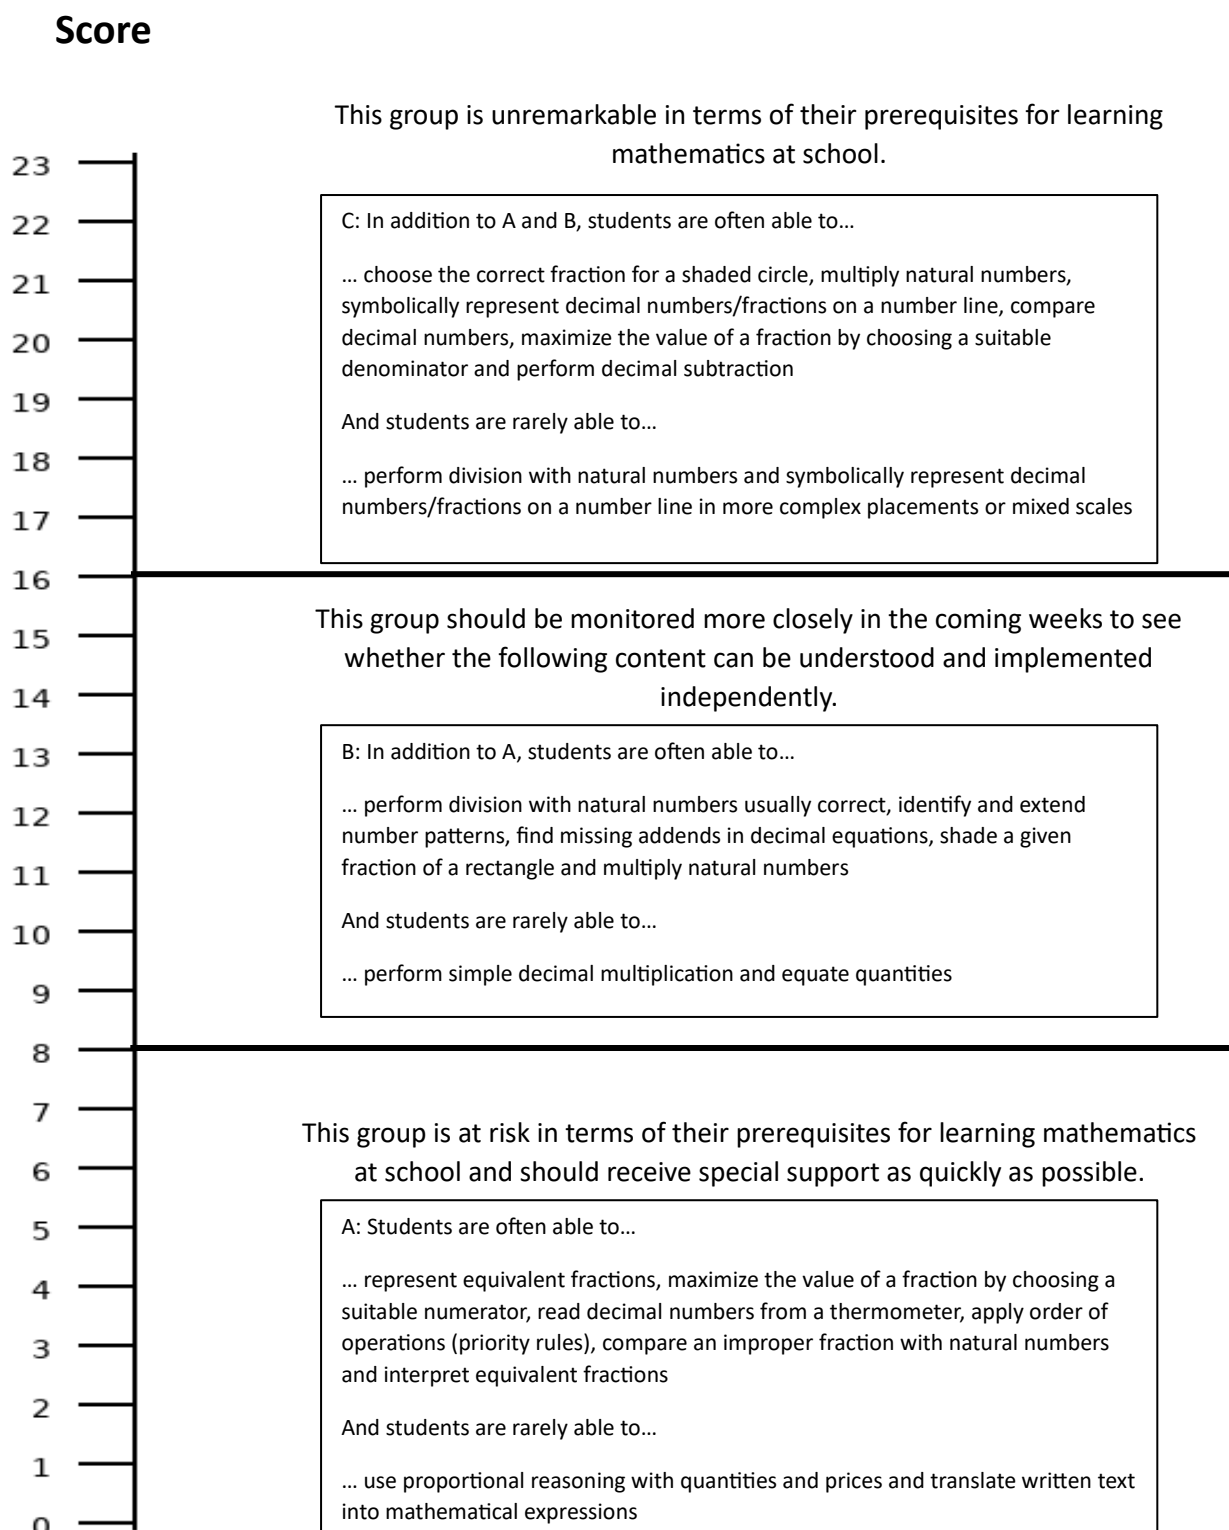 Score
This group is unremarkable in terms of their prerequisites for learning
mathematics at school.
23
22
21
20
19
18
17
16
C: In addition to A and B, students are often able to…
… choose the correct fraction for a shaded circle, multiply natural numbers,
symbolically represent decimal numbers/fractions on a number line, compare
decimal numbers, maximize the value of a fraction by choosing a suitable
denominator and perform decimal subtraction
And students are rarely able to…
… perform division with natural numbers and symbolically represent decimal
numbers/fractions on a number line in more complex placements or mixed scales
This group should be monitored more closely in the coming weeks to see
whether the following content can be understood and implemented
independently.
15
14
13
12
11
10
9
8
B: In addition to A, students are often able to…
… perform division with natural numbers usually correct, identify and extend
number patterns, find missing addends in decimal equations, shade a given
fraction of a rectangle and multiply natural numbers
And students are rarely able to…
… perform simple decimal multiplication and equate quantities
This group is at risk in terms of their prerequisites for learning mathematics
at school and should receive special support as quickly as possible.
7
6
5
4
3
2
1
0
A: Students are often able to…
… represent equivalent fractions, maximize the value of a fraction by choosing a
suitable numerator, read decimal numbers from a thermometer, apply order of
operations (priority rules), compare an improper fraction with natural numbers
and interpret equivalent fractions
And students are rarely able to…
… use proportional reasoning with quantities and prices and translate written text
into mathematical expressions